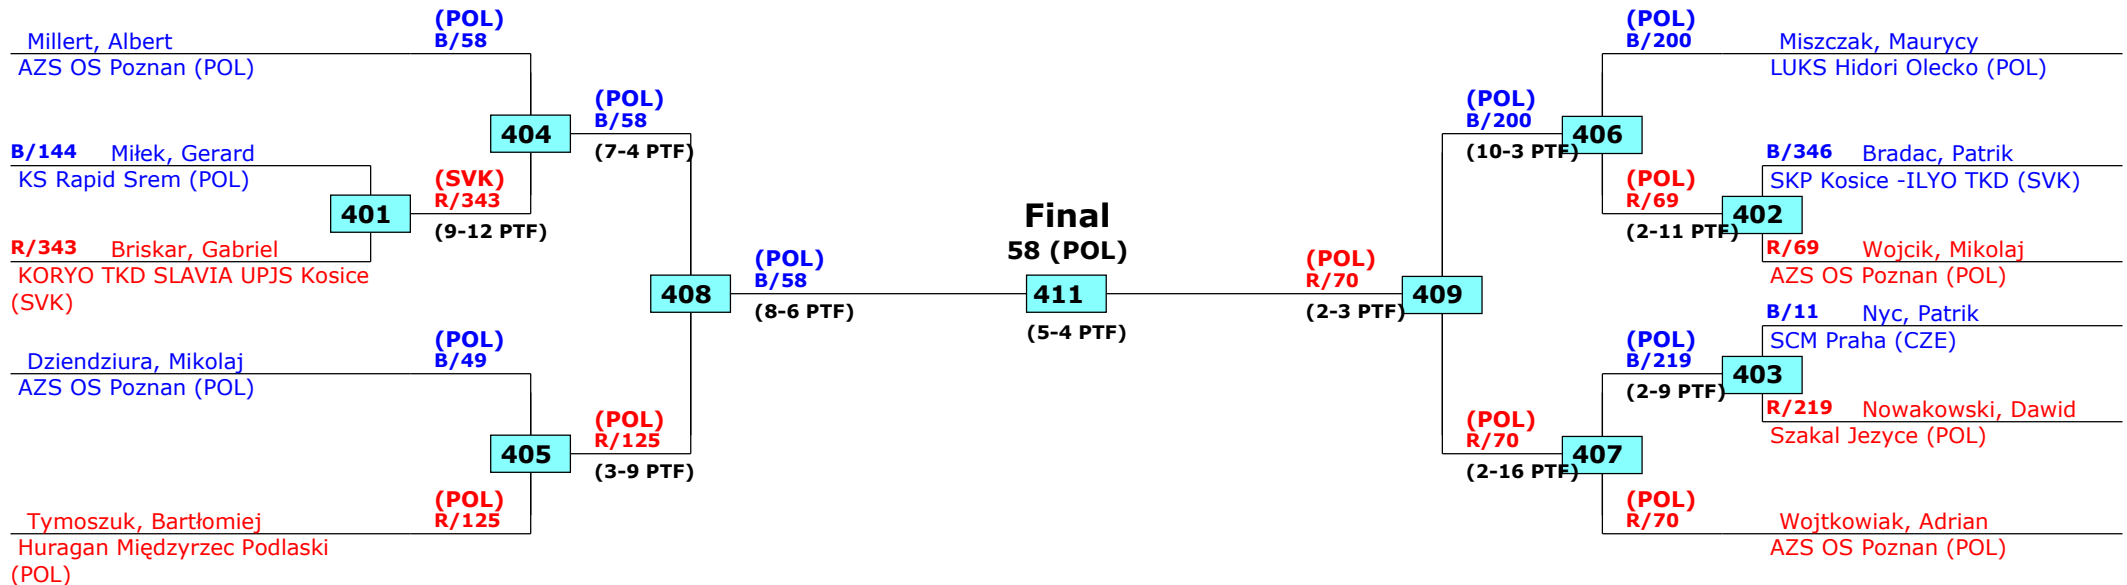 (POL)
Millert, Albert B/58
AZS OS Poznan (POL)
404
(POL)
B/58
(7-4 PTF)
B/144 Miłek, Gerard
KS Rapid Srem (POL)
401
(SVK)
R/343
(9-12 PTF)
R/343 Briskar, Gabriel
KORYO TKD SLAVIA UPJS Kosice
(SVK)
408
(POL)
B/58
(8-6 PTF)
(POL)
Dziendziura, Mikolaj B/49
AZS OS Poznan (POL)
405
(POL)
R/125
(3-9 PTF)
(POL)
Tymoszuk, Bartłomiej R/125
Huragan Międzyrzec Podlaski
(POL)
Final
58 (POL)
411
(5-4 PTF)
(POL)
R/70
(2-3 PTF)
409
(POL)
B/200
(10-3 PTF)
406
(POL)
B/200 Miszczak, Maurycy
LUKS Hidori Olecko (POL)
B/346 Bradac, Patrik
SKP Kosice -ILYO TKD (SVK)
(POL)
R/69
(2-11 PTF)
402
R/69 Wojcik, Mikolaj
AZS OS Poznan (POL)
B/11 Nyc, Patrik
SCM Praha (CZE)
(POL)
B/219
(2-9 PTF)
403
R/219 Nowakowski, Dawid
Szakal Jezyce (POL)
(POL)
R/70
(2-16 PTF)
407
(POL)
R/70 Wojtkowiak, Adrian
AZS OS Poznan (POL)